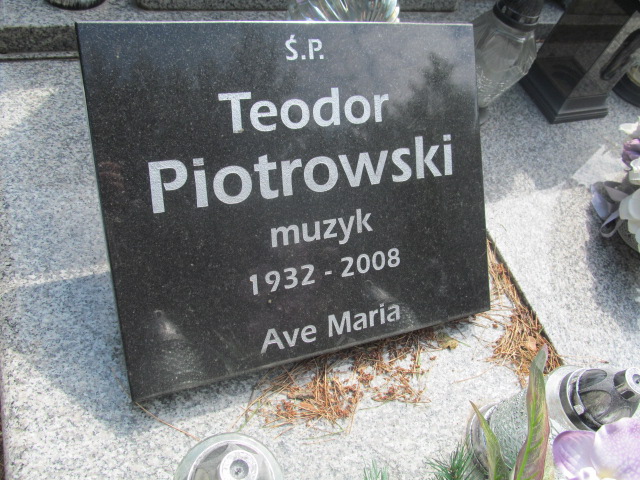 Ś.P.
Teodor
Piotrowski
muzyk
1932 - 2008
Ave Maria